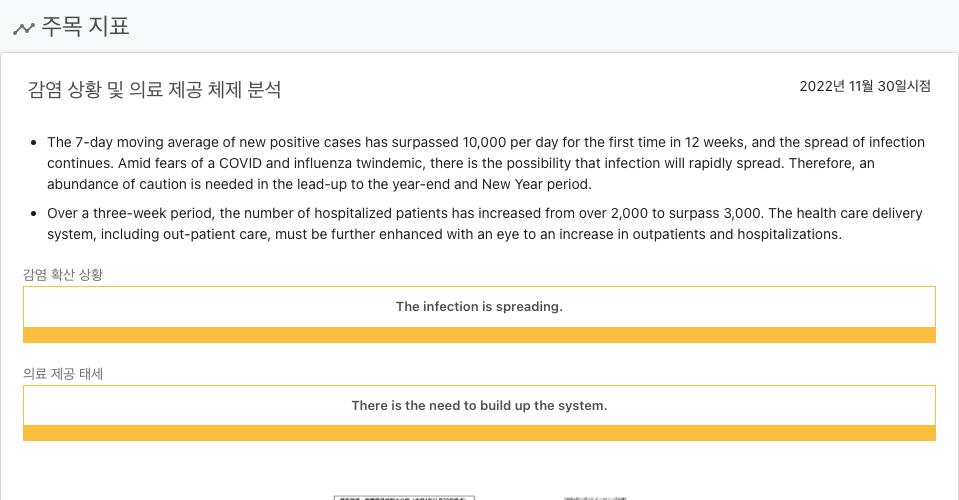 주목 지표
감염 상황 및 의료 제공 체제 분석
2022년 11월 30일시점
The 7-day moving average of new positive cases has surpassed 10,000 per day for the first time in 12 weeks, and the spread of infection
continues. Amid fears of a COVID and influenza twindemic, there is the possibility that infection will rapidly spread. Therefore, an
abundance of caution is needed in the lead-up to the year-end and New Year period.
Over a three-week period, the number of hospitalized patients has increased from over 2,000 to surpass 3,000. The health care delivery
system, including out-patient care, must be further enhanced with an eye to an increase in outpatients and hospitalizations.
감염 확산 상황
The infection is spreading.
의료 제공 태세
There is the need to build up the system.